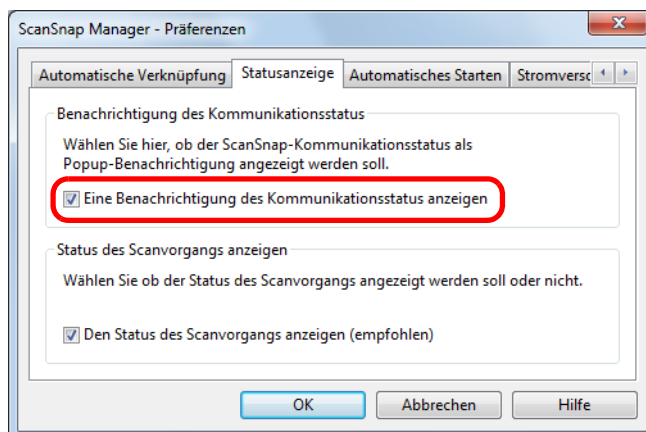 ScanSnap Manager - Präferenzen
Automatische Verknüpfung Statusanzeige Automatisches Starten Stromversc
Benachrichtigung des Kommunikationsstatus
Wählen Sie hier, ob der ScanSnap-Kommunikationsstatus als
Popup-Benachrichtigung angezeigt werden soll.
Eine Benachrichtigung des Kommunikationsstatus anzeigen
Status des Scanvorgangs anzeigen
Wählen Sie ob der Status des Scanvorgangs angezeigt werden soll oder nicht.
Den Status des Scanvorgangs anzeigen (empfohlen)
OK Abbrechen Hilfe